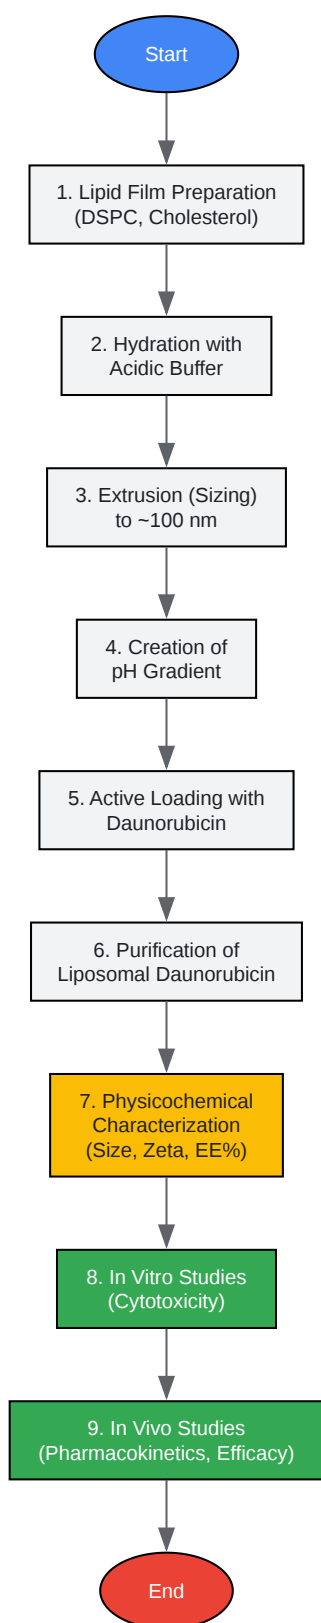 Start
1. Lipid Film Preparation
(DSPC, Cholesterol)
2. Hydration with
Acidic Buffer
3. Extrusion (Sizing)
to ~100 nm
4. Creation of
pH Gradient
5. Active Loading with
Daunorubicin
6. Purification of
Liposomal Daunorubicin
7. Physicochemical
Characterization
(Size, Zeta, EE%)
8. In Vitro Studies
(Cytotoxicity)
9. In Vivo Studies
(Pharmacokinetics, Efficacy)
End